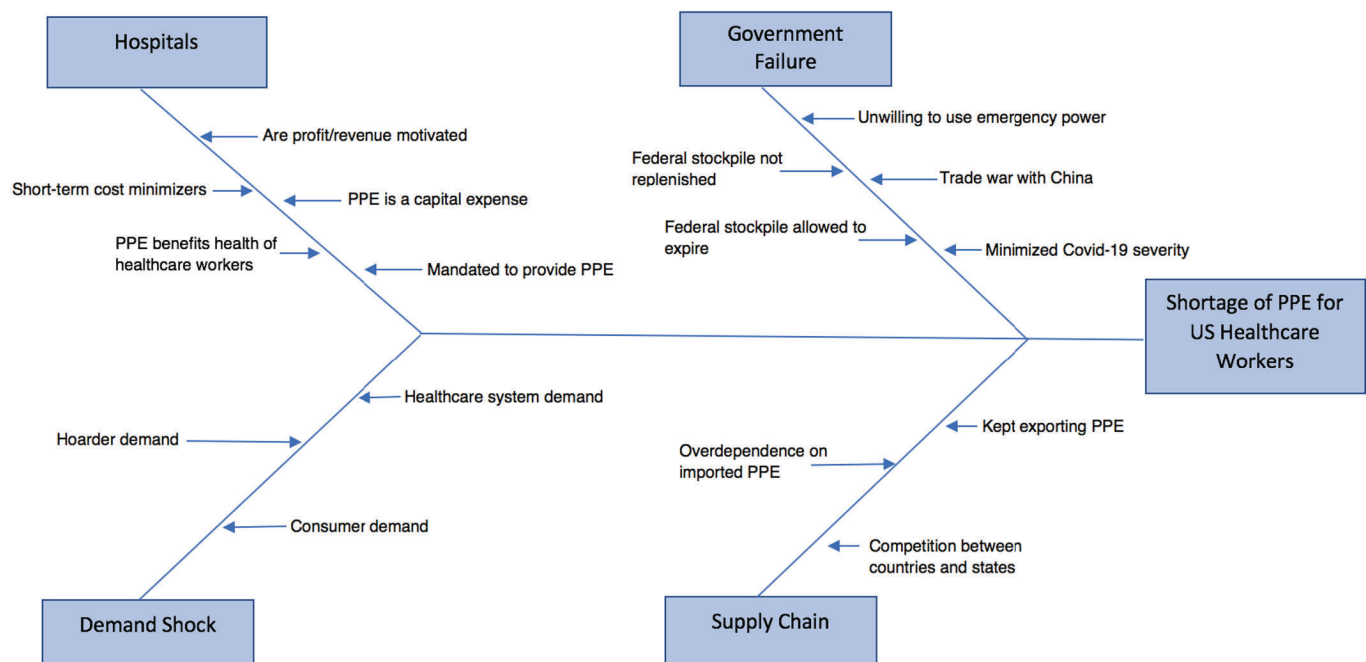 Hospitals
Are profit/revenue motivated
Short-term cost minimizers
PPE is a capital expense
PPE benefits health of
healthcare workers
Mandated to provide PPE
Government
Failure
Unwilling to use emergency power
Federal stockpile not
replenished
Trade war with China
Federal stockpile allowed to
expire
Minimized Covid-19 severity
Shortage of PPE for
US Healthcare
Workers
Healthcare system demand
Hoarder demand
Consumer demand
Demand Shock
Kept exporting PPE
Overdependence on
imported PPE
Competition between
countries and states
Supply Chain